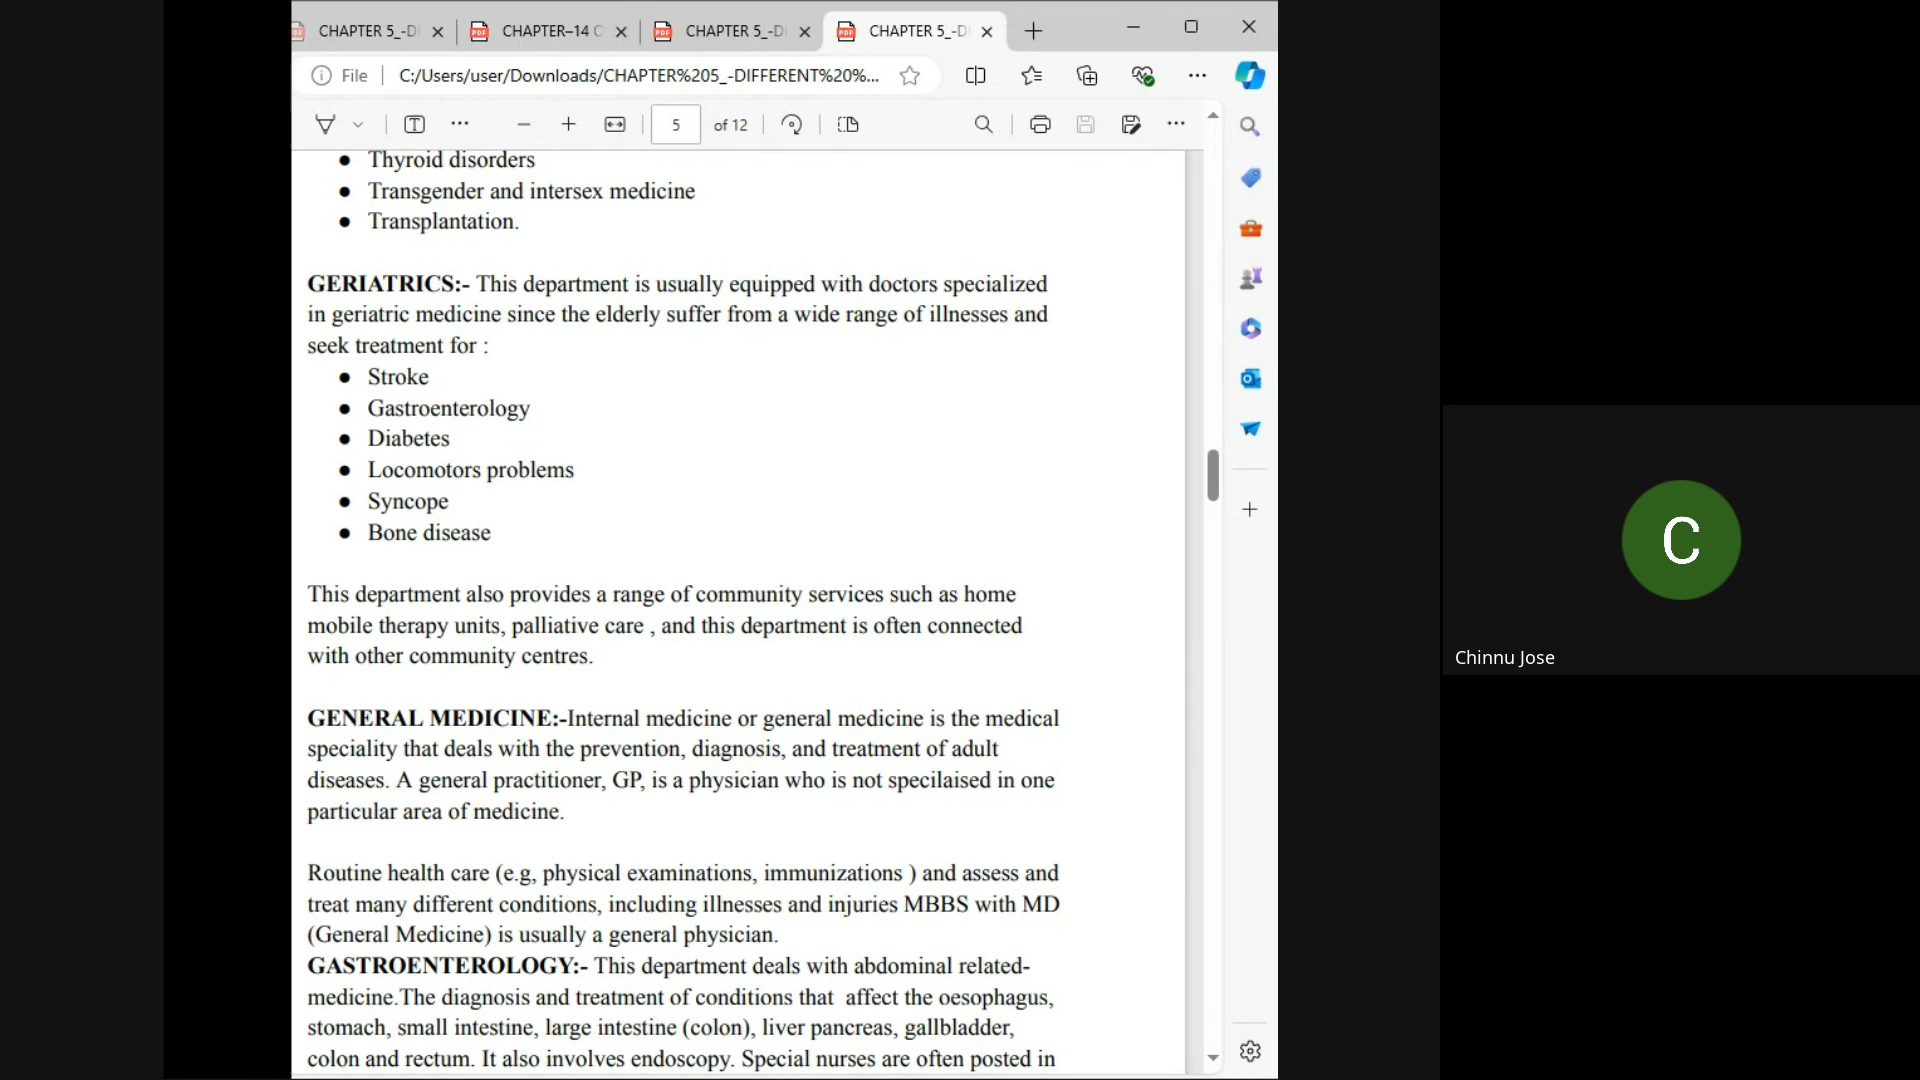 CHAPTER 5_-D
CHAPTER–14
CHAPTER 5_-D
CHAPTER 5_-D
File
C:/Users/user/Downloads/CHAPTER%205_-DIFFERENT%20%...
5 of 12
● Thyroid disorders
● Transgender and intersex medicine
● Transplantation.
GERIATRICS:- This department is usually equipped with doctors specialized
in geriatric medicine since the elderly suffer from a wide range of illnesses and
seek treatment for :
● Stroke
● Gastroenterology
● Diabetes
● Locomotors problems
● Syncope
● Bone disease
This department also provides a range of community services such as home
mobile therapy units, palliative care , and this department is often connected
with other community centres.
GENERAL MEDICINE:-Internal medicine or general medicine is the medical
speciality that deals with the prevention, diagnosis, and treatment of adult
diseases. A general practitioner, GP, is a physician who is not specilaised in one
particular area of medicine.
Routine health care (e.g, physical examinations, immunizations ) and assess and
treat many different conditions, including illnesses and injuries MBBS with MD
(General Medicine) is usually a general physician.
GASTROENTEROLOGY:- This department deals with abdominal related-
medicine.The diagnosis and treatment of conditions that  affect the oesophagus,
stomach, small intestine, large intestine (colon), liver pancreas, gallbladder,
colon and rectum. It also involves endoscopy. Special nurses are often posted in
C
Chinnu Jose